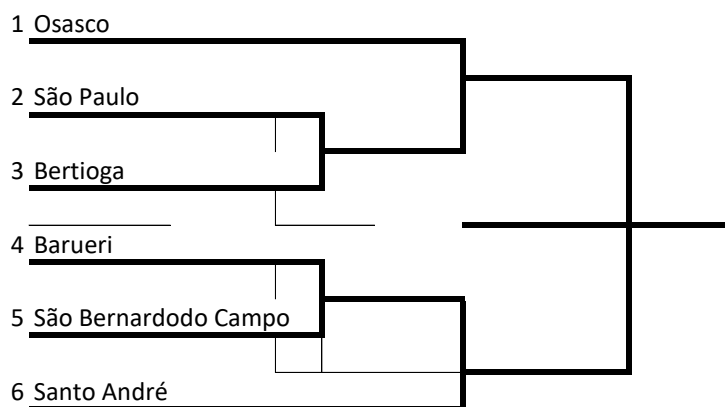 1 Osasco
2 São Paulo
3 Bertioga
4 Barueri
5 São Bernardodo Campo
6 Santo André